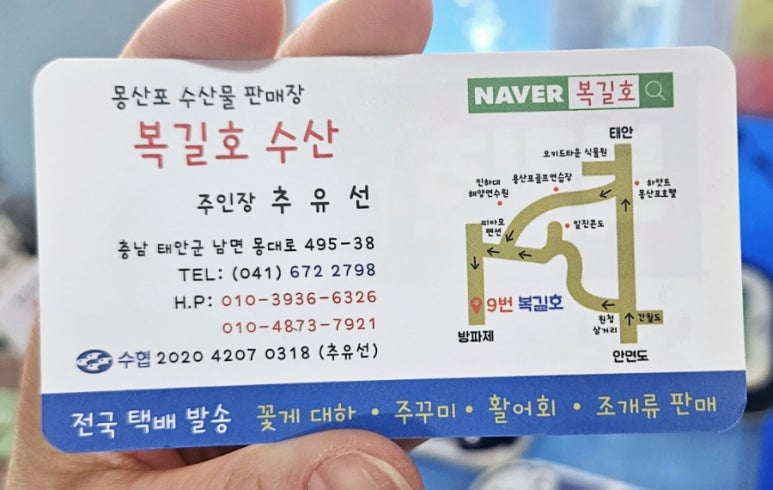 몽산포 수산물 판매장
복길호 수산
주인장 추유선
충남 태안군 남면 몽대로 495-38
TEL: (041) 672 2798
H.P: 010-3936-6326
010-4873-7921
수협 2020 4207 0318 (추유선)
NAVER 복길호
태안
오키드타운 식물원
몽산포골프연습장
인하대
해양연수원
하얏트
몽산포호텔
피아모
펜션
일진콘도
9번 복길호
방파제
원청
삼거리
간월도
안면도
전국 택배 발송 꽃게 대하 • 주꾸미 • 활어회 • 조개류 판매